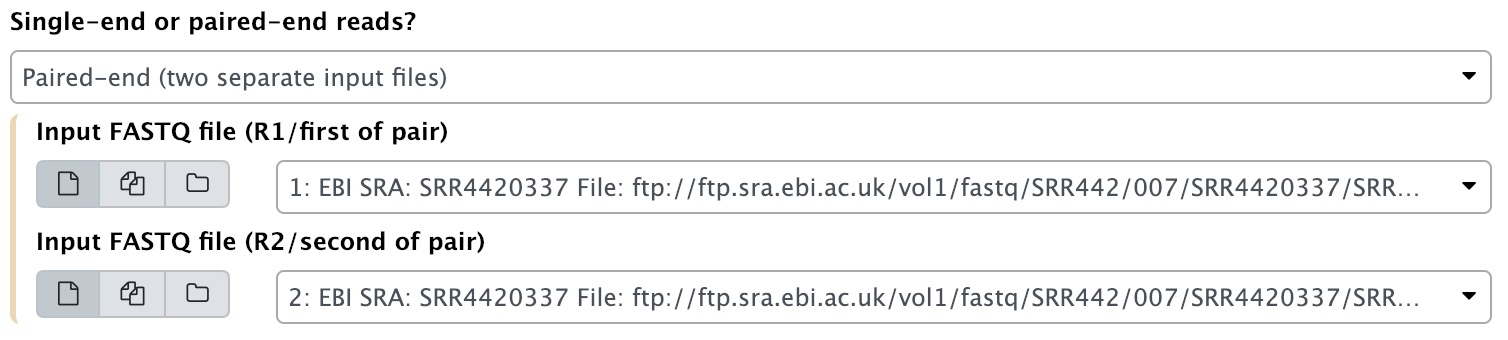 Single-end or paired-end reads?
Paired-end (two separate input files)
Input FASTQ file (R1/first of pair)
1: EBI SRA: SRR4420337 File: ftp://ftp.sra.ebi.ac.uk/vol1/fastq/SRR442/007/SRR4420337/SRR...
Input FASTQ file (R2/second of pair)
2: EBI SRA: SRR4420337 File: ftp://ftp.sra.ebi.ac.uk/vol1/fastq/SRR442/007/SRR4420337/SRR...